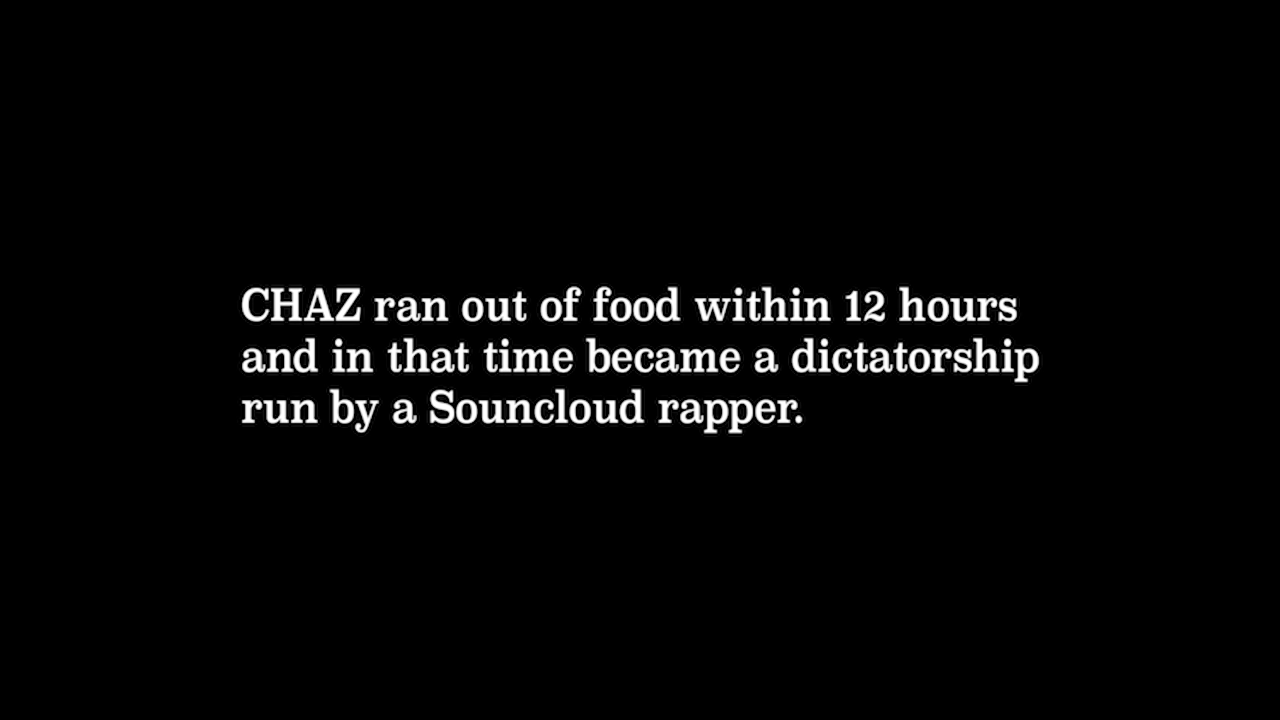 CHAZ ran out of food within 12 hours
and in that time became a dictatorship
run by a Souncloud rapper.